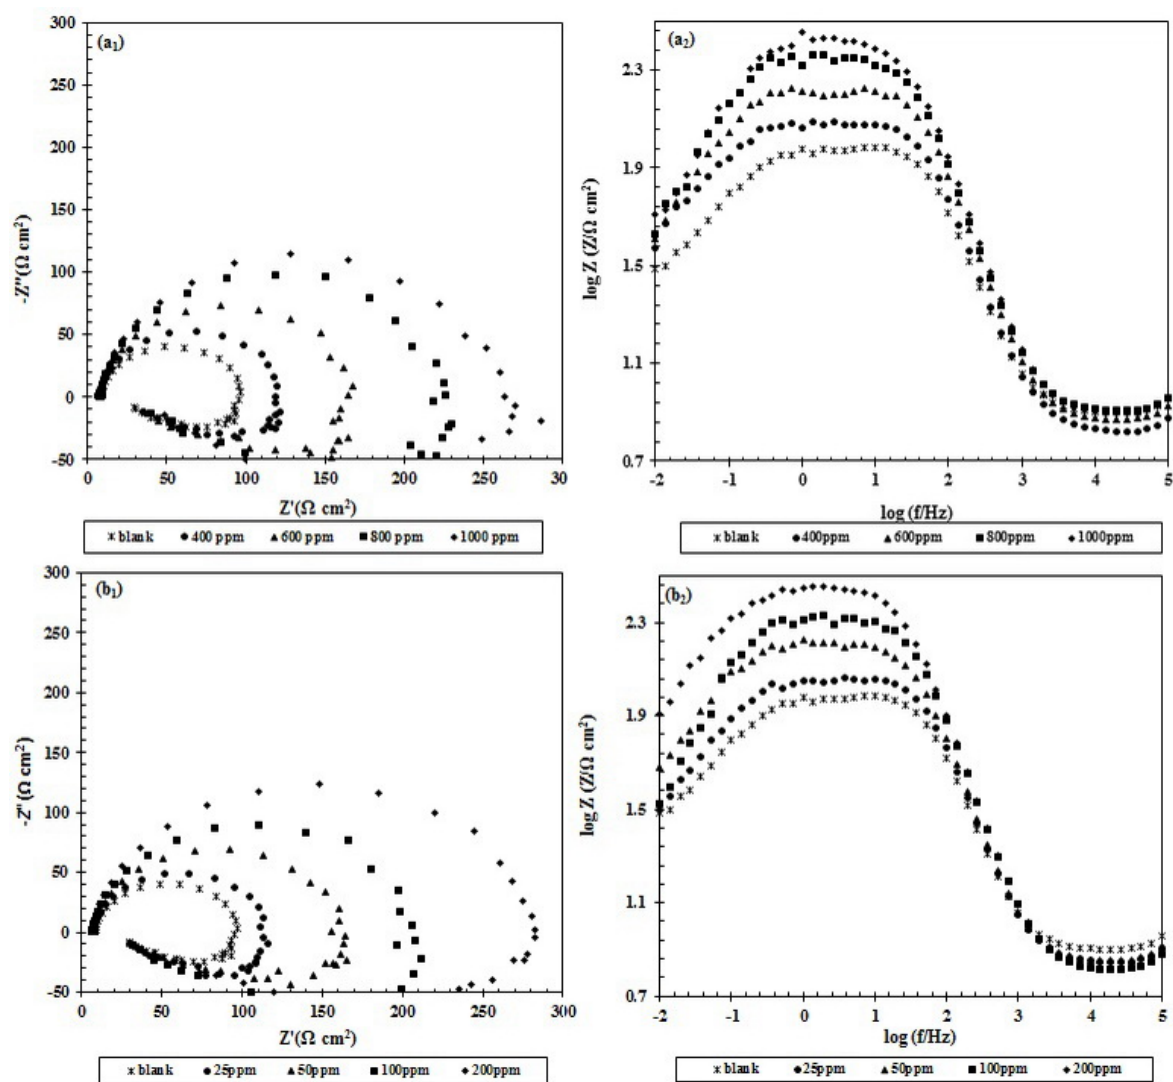 (a₁)
300
250
200
150
100
50
0
-50
-Z''(Ω cm²)
0 50 100 150 200 250 300
Z'(Ω cm²)
blank 400 ppm 600 ppm 800 ppm 1000 ppm
(a₂)
2.3
1.9
1.5
1.1
0.7
log Z (Z/Ω cm²)
-2 -1 0 1 2 3 4 5
log (f/Hz)
blank 400ppm 600ppm 800ppm 1000ppm
(b₁)
300
250
200
150
100
50
0
-50
-Z''(Ω cm²)
0 50 100 150 200 250 300
Z'(Ω cm²)
blank 25ppm 50ppm 100ppm 200ppm
(b₂)
2.3
1.9
1.5
1.1
0.7
log Z (Z/Ω cm²)
-2 -1 0 1 2 3 4 5
log (f/Hz)
blank 25ppm 50ppm 100ppm 200ppm